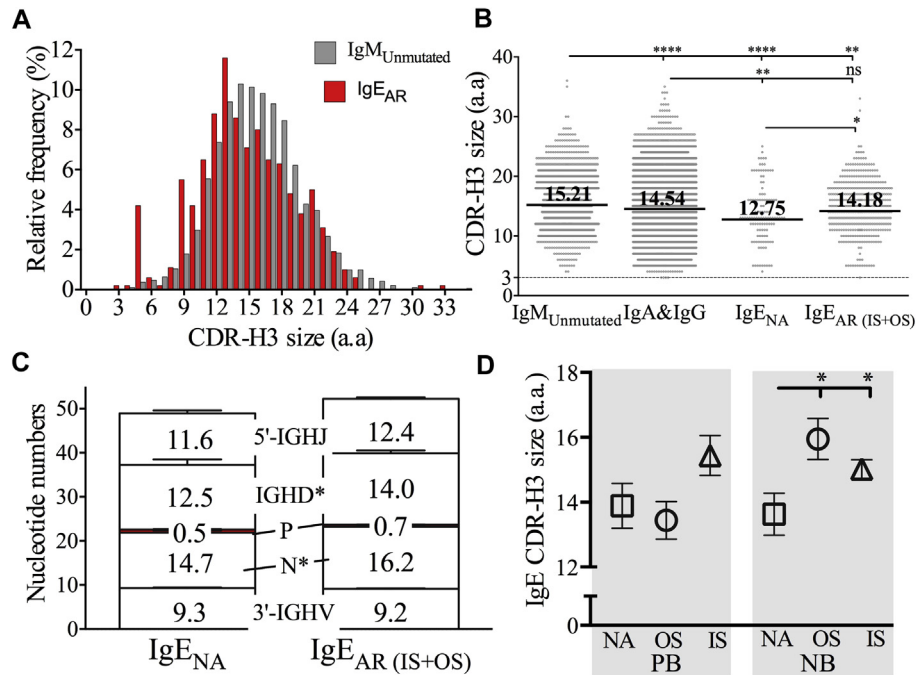 A
Relative frequency (%)
12
10
8
6
4
2
0
IgM Unmutated
IgE AR
0 3 6 9 12 15 18 21 24 27 30 33
CDR-H3 size (a.a)
B
CDR-H3 size (a.a)
40
30
20
10
3
0
**** **** **
** ns
*
15.21 14.54 12.75 14.18
IgM Unmutated IgA&IgG IgE NA IgE AR (IS+OS)
C
Nucleotide numbers
50
40
30
20
10
0
11.6 5'-IGHJ 12.4
12.5 IGHD* 14.0
0.5 P 0.7
14.7 N* 16.2
9.3 3'-IGHV 9.2
IgE NA IgE AR (IS+OS)
D
IgE CDR-H3 size (a.a.)
18
16
14
12
0
* *
NA OS IS NA OS IS
PB NB